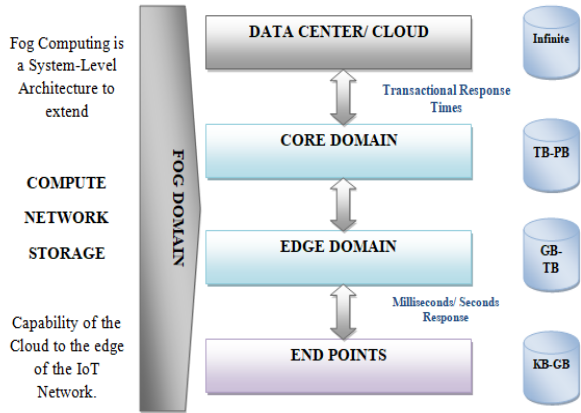 Fog Computing is
a System-Level
Architecture to
extend
COMPUTE
NETWORK
STORAGE
Capability of the
Cloud to the edge
of the IoT
Network.
FOG DOMAIN
DATA CENTER/ CLOUD
Transactional Response
Times
CORE DOMAIN
EDGE DOMAIN
Milliseconds/ Seconds
Response
END POINTS
Infinite
TB-PB
GB-
TB
KB-GB